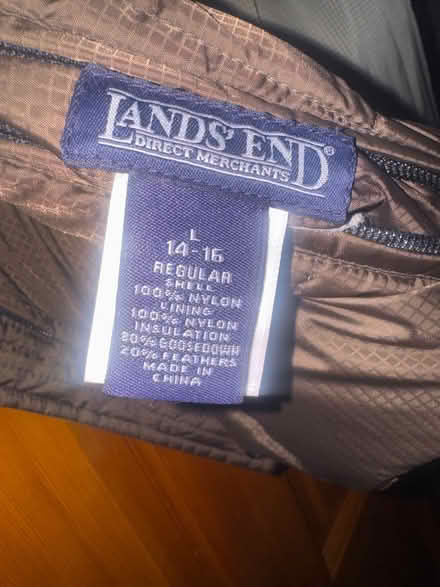 LANDS' END®
DIRECT MERCHANTS
L
14-16
REGULAR
SHELL
100% NYLON
LINING
100% NYLON
INSULATION
80% GOOSEDOWN
20% FEATHERS
MADE IN
CHINA